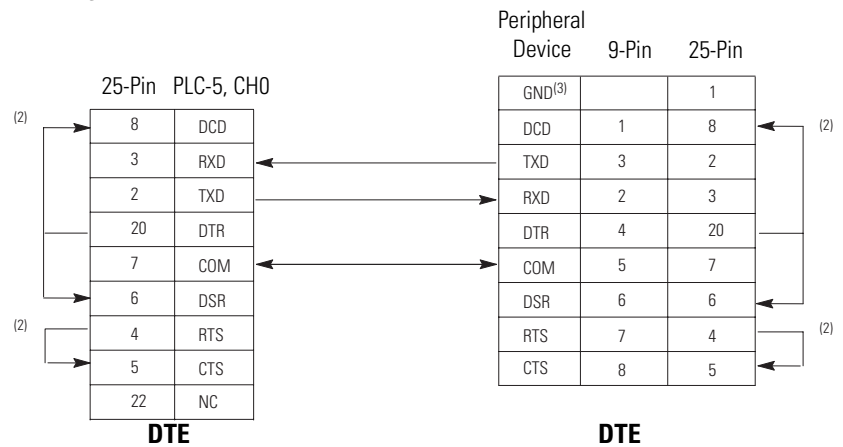 Peripheral
Device 9-Pin 25-Pin
25-Pin PLC-5, CH0
GND(3) 1
(2) 8 DCD DCD 1 8 (2)
3 RXD TXD 3 2
2 TXD RXD 2 3
20 DTR DTR 4 20
7 COM COM 5 7
6 DSR DSR 6 6
(2) 4 RTS RTS 7 4 (2)
5 CTS CTS 8 5
22 NC
DTE DTE